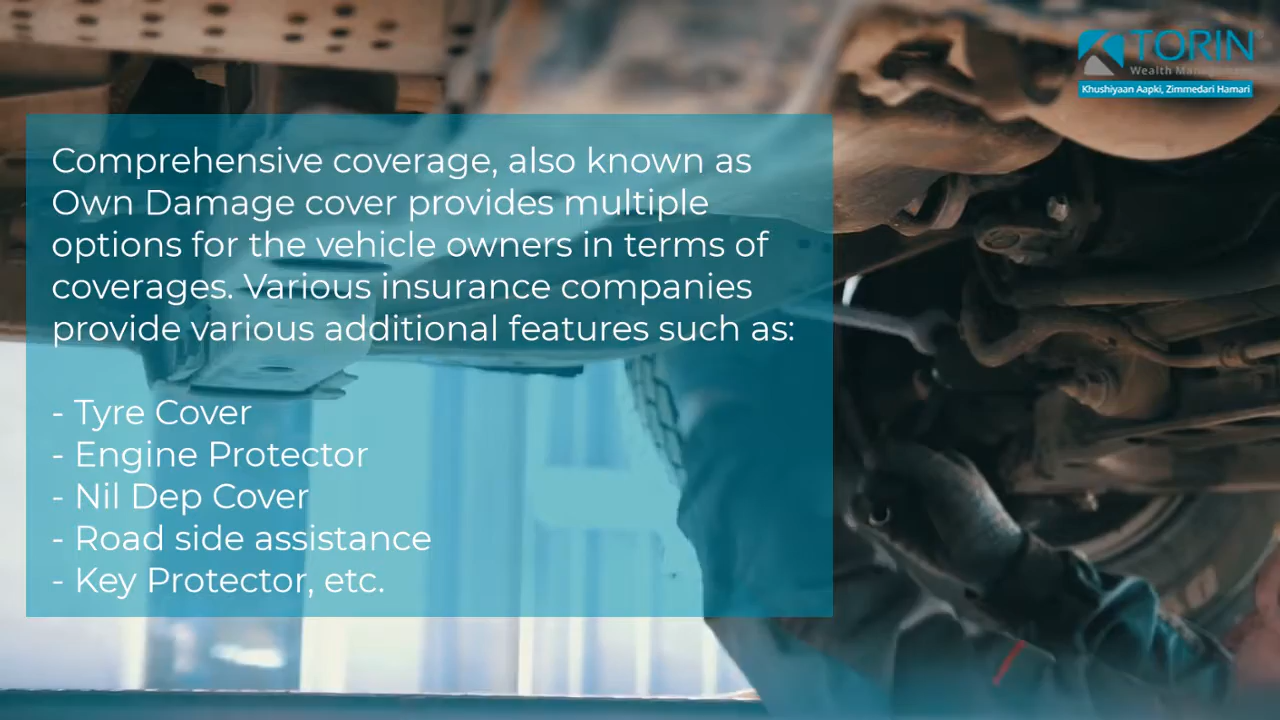 TORIN
Wealth Management
Khushiyaan Aapki, Zimmedari Hamari
Comprehensive coverage, also known as
Own Damage cover provides multiple
options for the vehicle owners in terms of
coverages. Various insurance companies
provide various additional features such as:
- Tyre Cover
- Engine Protector
- Nil Dep Cover
- Road side assistance
- Key Protector, etc.